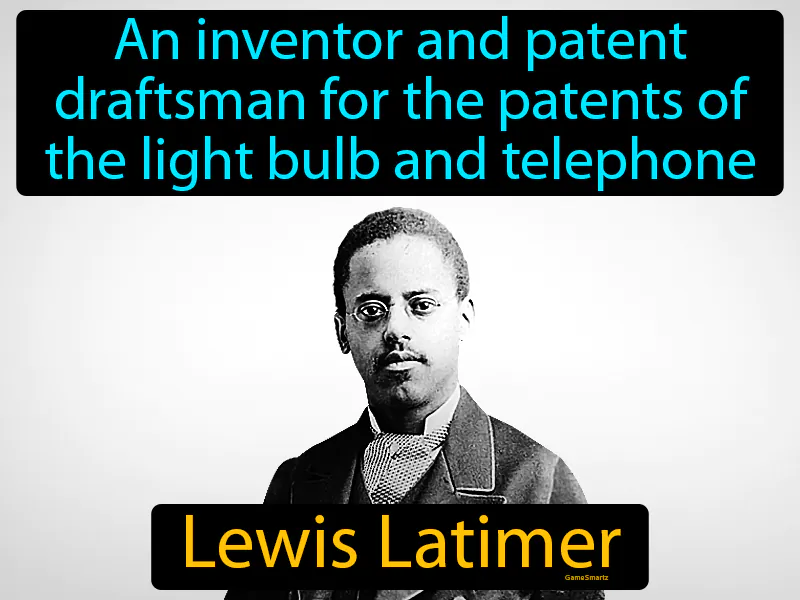 An inventor and patent
draftsman for the patents of
the light bulb and telephone
Lewis Latimer
GameSmartz